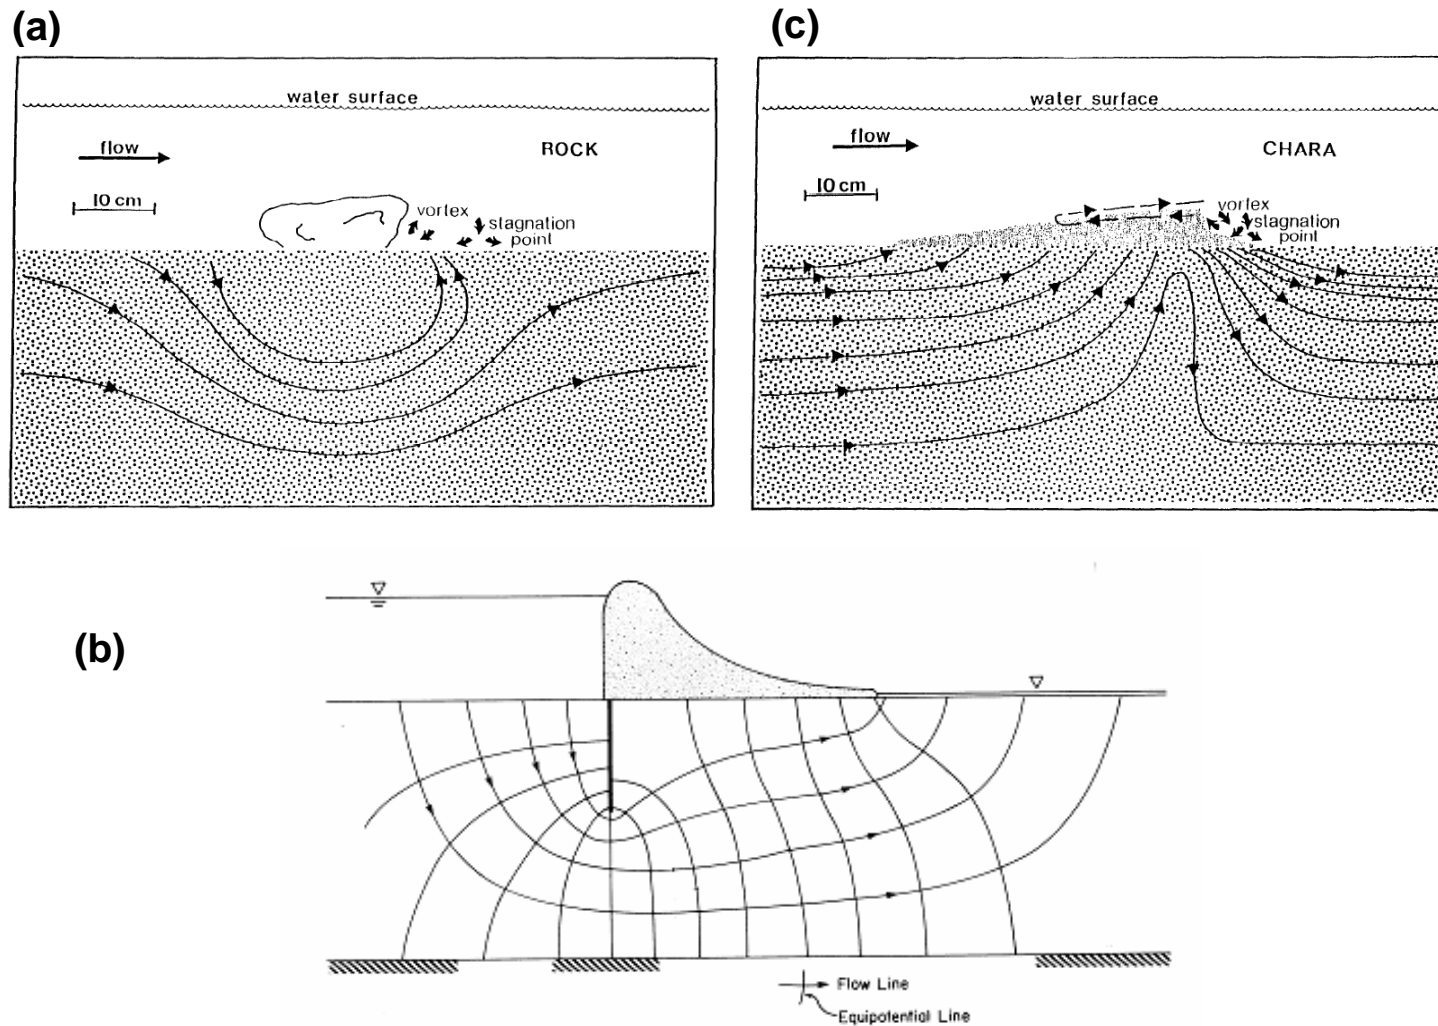 (a)
water surface
flow
ROCK
10 cm
vortex
stagnation
point
(c)
water surface
flow
CHARA
10 cm
vortex
stagnation
point
(b)
Flow Line
Equipotential Line